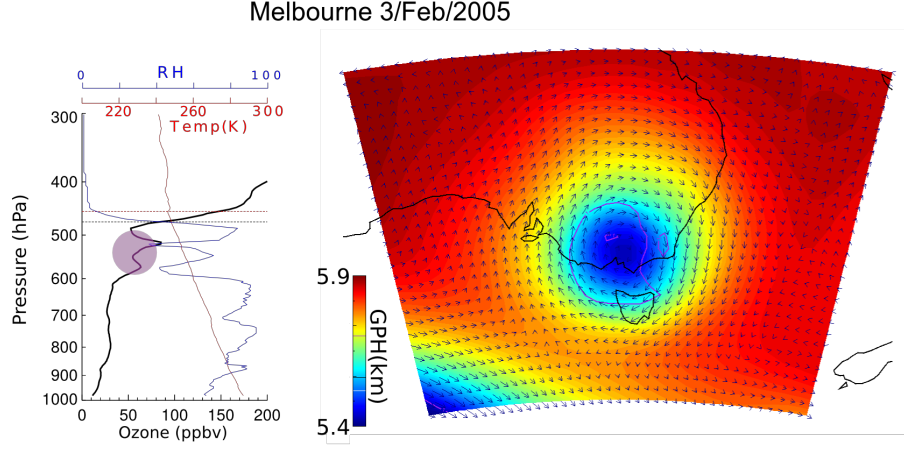 Melbourne 3/Feb/2005
0 RH 100
220 260 300
Temp(K)
300
400
500
600
700
800
900
1000
Pressure (hPa)
0 50 100 150 200
Ozone (ppbv)
5.9
GPH(km)
5.4